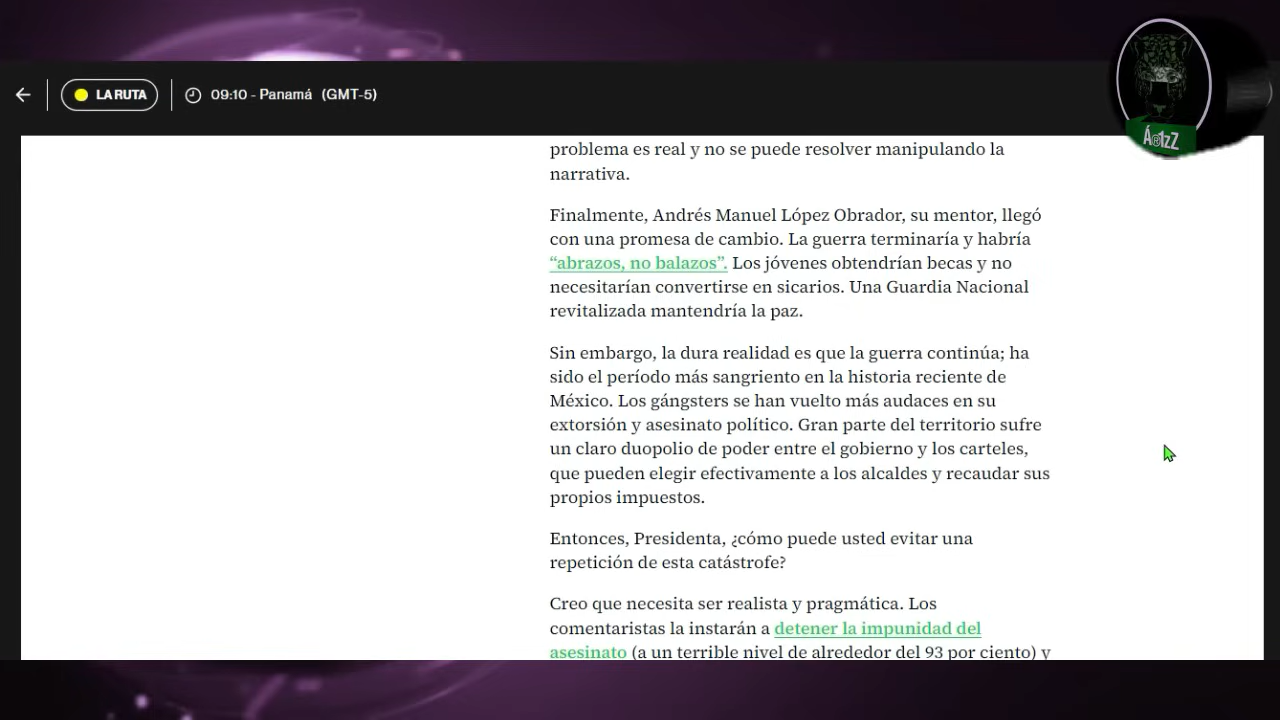 LA RUTA
09:10 - Panamá (GMT-5)
Á@1zZ
problema es real y no se puede resolver manipulando la
narrativa.
Finalmente, Andrés Manuel López Obrador, su mentor, llegó
con una promesa de cambio. La guerra terminaría y habría
“abrazos, no balazos”. Los jóvenes obtendrían becas y no
necesitarían convertirse en sicarios. Una Guardia Nacional
revitalizada mantendría la paz.
Sin embargo, la dura realidad es que la guerra continúa; ha
sido el período más sangriento en la historia reciente de
México. Los gángsters se han vuelto más audaces en su
extorsión y asesinato político. Gran parte del territorio sufre
un claro duopolio de poder entre el gobierno y los carteles,
que pueden elegir efectivamente a los alcaldes y recaudar sus
propios impuestos.
Entonces, Presidenta, ¿cómo puede usted evitar una
repetición de esta catástrofe?
Creo que necesita ser realista y pragmática. Los
comentaristas la instarán a detener la impunidad del
asesinato (a un terrible nivel de alrededor del 93 por ciento) y